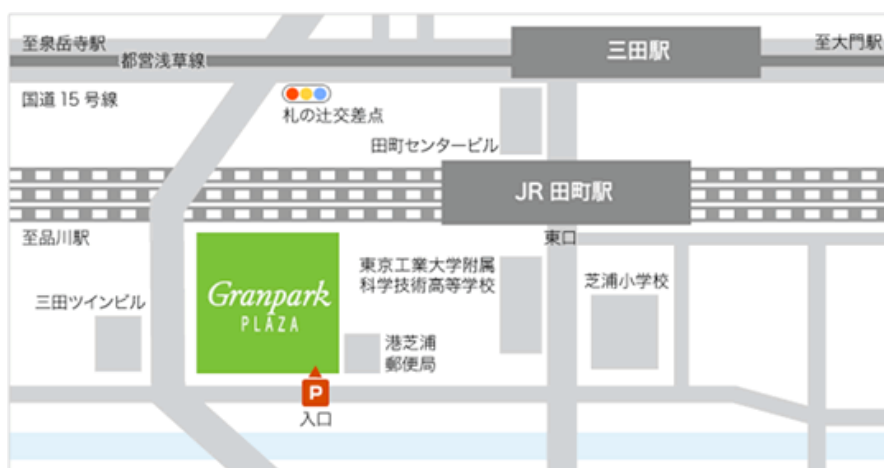 至泉岳寺駅
都営浅草線
三田駅
至大門駅
国道 15 号線
札の辻交差点
田町センタービル
JR 田町駅
至品川駅
東口
Granpark
PLAZA
東京工業大学附属
科学技術高等学校
芝浦小学校
三田ツインビル
港芝浦
郵便局
P
入口